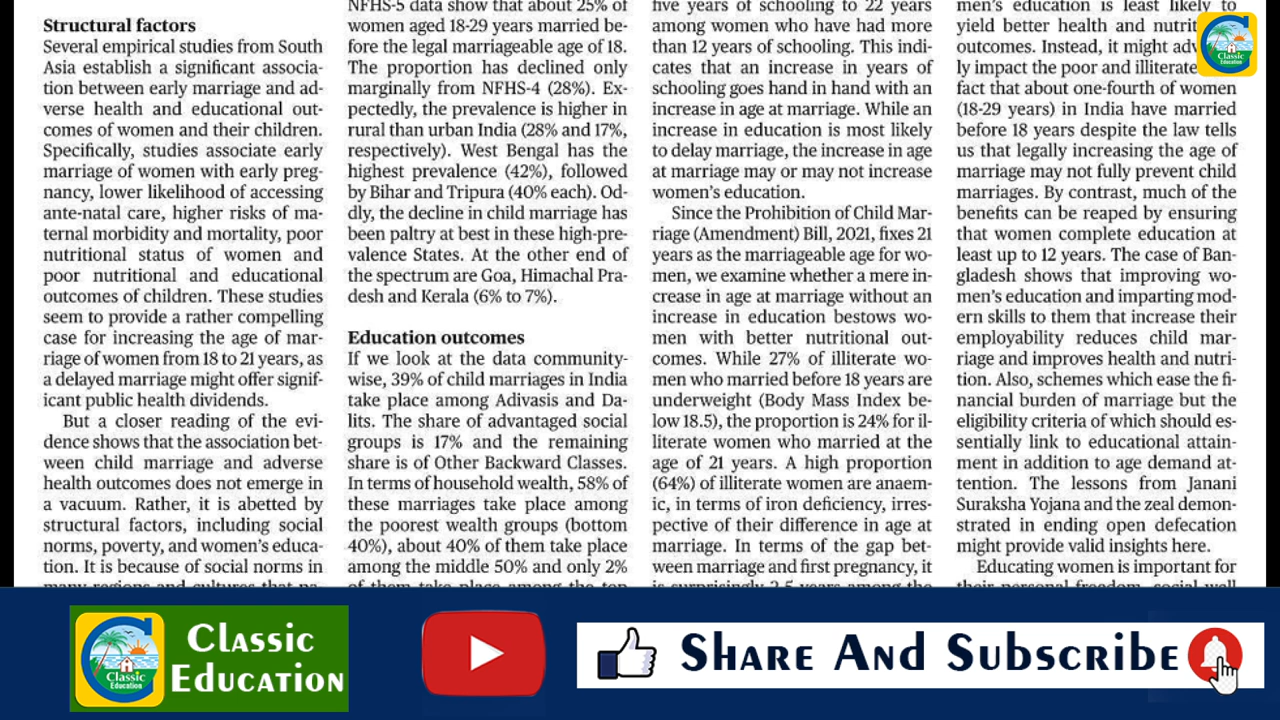 Structural factors
Several empirical studies from South
Asia establish a significant associa-
tion between early marriage and ad-
verse health and educational out-
comes of women and their children.
Specifically, studies associate early
marriage of women with early preg-
nancy, lower likelihood of accessing
ante-natal care, higher risks of ma-
ternal morbidity and mortality, poor
nutritional status of women and
poor nutritional and educational
outcomes of children. These studies
seem to provide a rather compelling
case for increasing the age of mar-
riage of women from 18 to 21 years, as
a delayed marriage might offer signif-
icant public health dividends.
But a closer reading of the evi-
dence shows that the association bet-
ween child marriage and adverse
health outcomes does not emerge in
a vacuum. Rather, it is abetted by
structural factors, including social
norms, poverty, and women's educa-
tion. It is because of social norms in
many regions and cultures that pa-
NFHS-5 data show that about 25% of
women aged 18-29 years married be-
fore the legal marriageable age of 18.
The proportion has declined only
marginally from NFHS-4 (28%). Ex-
pectedly, the prevalence is higher in
rural than urban India (28% and 17%,
respectively). West Bengal has the
highest prevalence (42%), followed
by Bihar and Tripura (40% each). Od-
dly, the decline in child marriage has
been paltry at best in these high-pre-
valence States. At the other end of
the spectrum are Goa, Himachal Pra-
desh and Kerala (6% to 7%).
Education outcomes
If we look at the data community-
wise, 39% of child marriages in India
take place among Adivasis and Da-
lits. The share of advantaged social
groups is 17% and the remaining
share is of Other Backward Classes.
In terms of household wealth, 58% of
these marriages take place among
the poorest wealth groups (bottom
40%), about 40% of them take place
among the middle 50% and only 2%
of them take place among the top
five years of schooling to 22 years
among women who have had more
than 12 years of schooling. This indi-
cates that an increase in years of
schooling goes hand in hand with an
increase in age at marriage. While an
increase in education is most likely
to delay marriage, the increase in age
at marriage may or may not increase
women's education.
Since the Prohibition of Child Mar-
riage (Amendment) Bill, 2021, fixes 21
years as the marriageable age for wo-
men, we examine whether a mere in-
crease in age at marriage without an
increase in education bestows wo-
men with better nutritional out-
comes. While 27% of illiterate wo-
men who married before 18 years are
underweight (Body Mass Index be-
low 18.5), the proportion is 24% for il-
literate women who married at the
age of 21 years. A high proportion
(64%) of illiterate women are anaem-
ic, in terms of iron deficiency, irres-
pective of their difference in age at
marriage. In terms of the gap bet-
ween marriage and first pregnancy, it
is surprisingly 2.5 years among the
men's education is least likely to
yield better health and
outcomes. Instead, it might
ly impact the poor and illiterate
fact that about one-fourth of women
(18-29 years) in India have married
before 18 years despite the law tells
us that legally increasing the age of
marriage may not fully prevent child
marriages. By contrast, much of the
benefits can be reaped by ensuring
that women complete education at
least up to 12 years. The case of Ban-
gladesh shows that improving wo-
men's education and imparting mod-
ern skills to them that increase their
employability reduces child mar-
riage and improves health and nutri-
tion. Also, schemes which ease the fi-
nancial burden of marriage but the
eligibility criteria of which should es-
sentially link to educational attain-
ment in addition to age demand at-
tention. The lessons from Janani
Suraksha Yojana and the zeal demon-
strated in ending open defecation
might provide valid insights here.
Educating women is important for
their personal freedom, social well
Classic
Education
Classic
Education
Classic
Education
Share And Subscribe